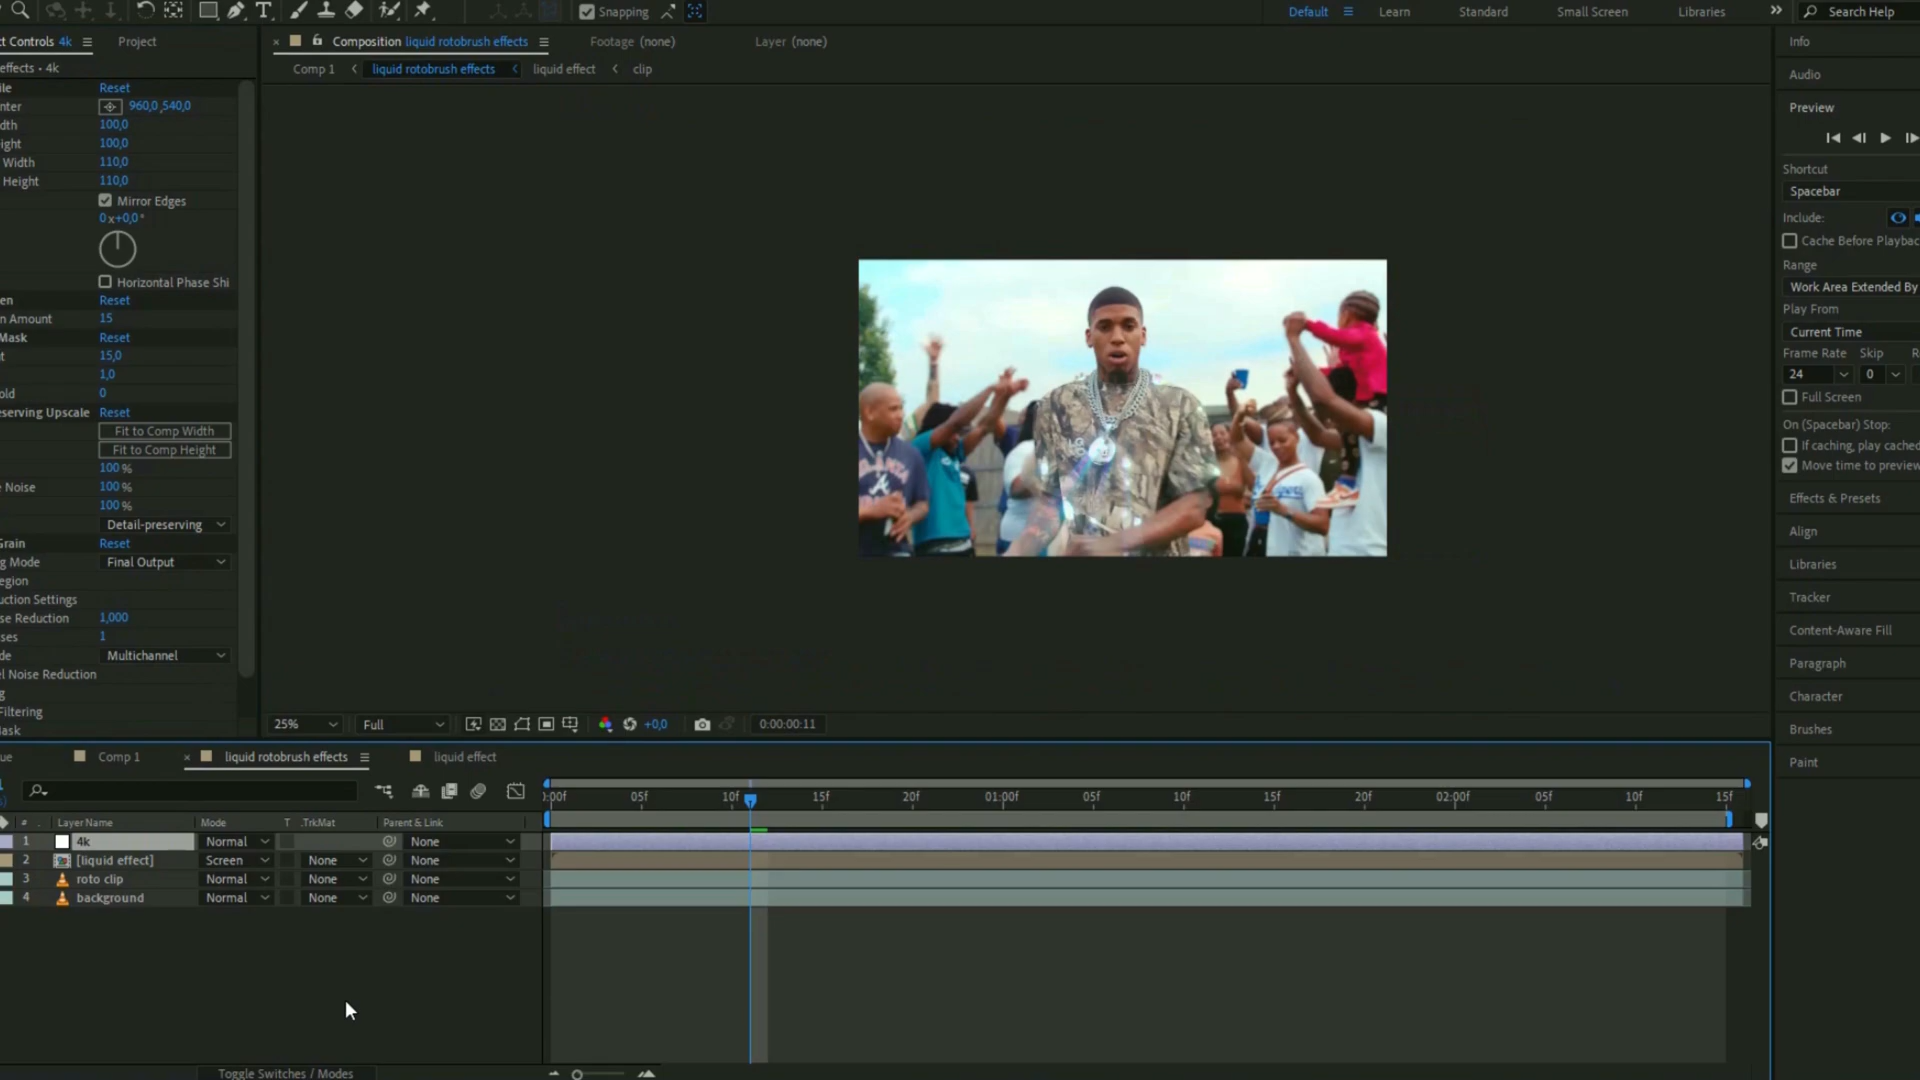 Snapping
Default
Learn
Standard
Small Screen
Libraries
Search Help
Controls 4k
Project
Composition liquid rotobrush effects
Footage (none)
Layer (none)
Info
effects • 4k
Comp 1
liquid rotobrush effects
liquid effect
clip
Audio
Reset
960,0 ,540,0
100,0
100,0
Width 110,0
Height 110,0
Mirror Edges
0x+0,0°
Horizontal Phase Shi
Reset
Amount 15
Mask Reset
15,0
1,0
0
Upscale Reset
Fit to Comp Width
Fit to Comp Height
100 %
Noise 100 %
100 %
Detail-preserving
Grain Reset
Mode Final Output
Settings
Reduction 1,000
1
Multichannel
Noise Reduction
Filtering
Preview
Shortcut
Spacebar
Include:
Cache Before Playbac
Range
Work Area Extended By
Play From
Current Time
Frame Rate Skip
24 0
Full Screen
On (Spacebar) Stop:
If caching, play cached
Move time to preview
Effects & Presets
Align
Libraries
Tracker
Content-Aware Fill
Paragraph
Character
Brushes
Paint
25%
Full
+0,0
0:00:00:11
Comp 1
liquid rotobrush effects
liquid effect
:00f 05f 10f 15f 20f 01:00f 05f 10f 15f 20f 02:00f 05f 10f 15f
# Layer Name Mode T .TrkMat Parent & Link
1 4k Normal None
2 [liquid effect] Screen None None
3 roto clip Normal None None
4 background Normal None None
Toggle Switches / Modes